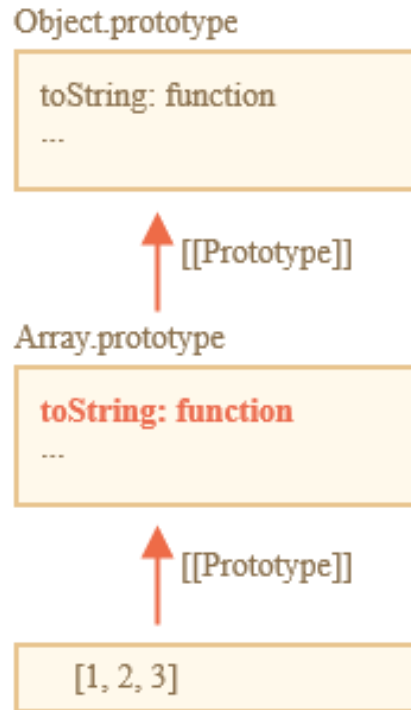 Object.prototype
toString: function
...
[[Prototype]]
Array.prototype
toString: function
...
[[Prototype]]
[1, 2, 3]